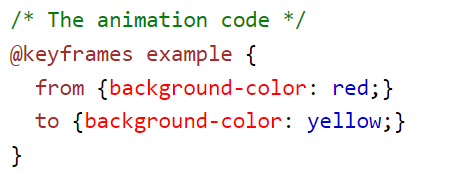 /* The animation code */
@keyframes example {
  from {background-color: red;}
  to {background-color: yellow;}
}